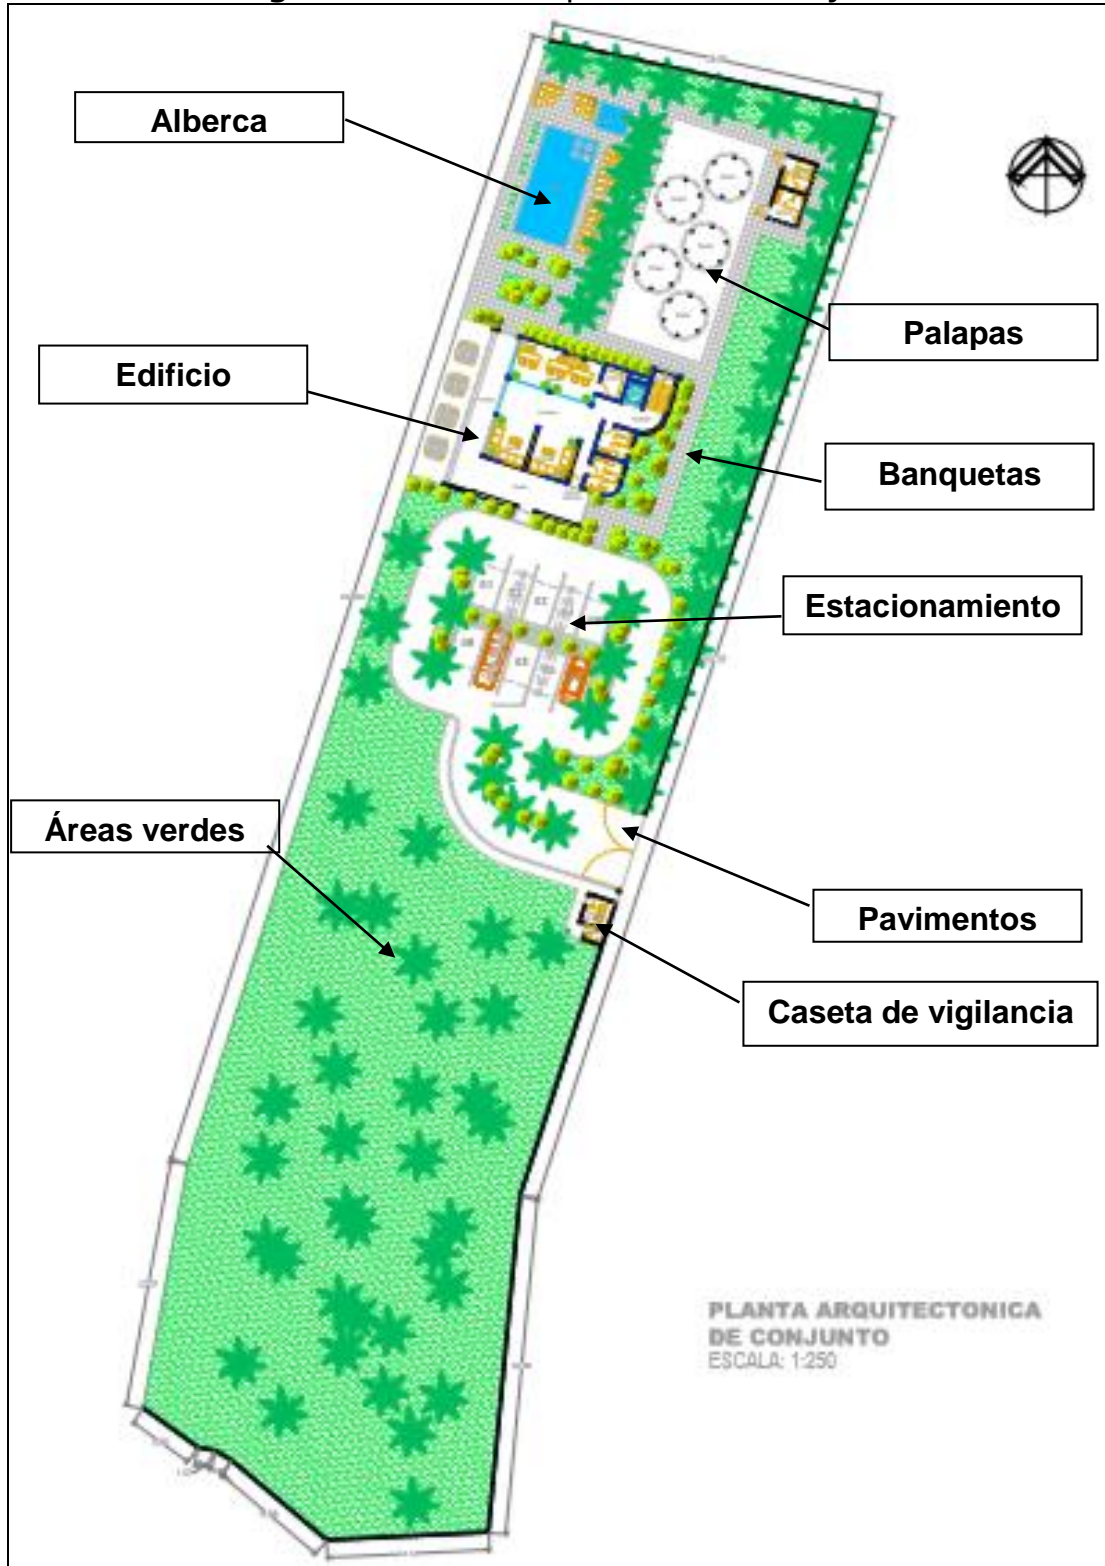 Alberca
Palapas
Edificio
Banquetas
Estacionamiento
Áreas verdes
Pavimentos
Caseta de vigilancia
PLANTA ARQUITECTONICA
DE CONJUNTO
ESCALA: 1:250